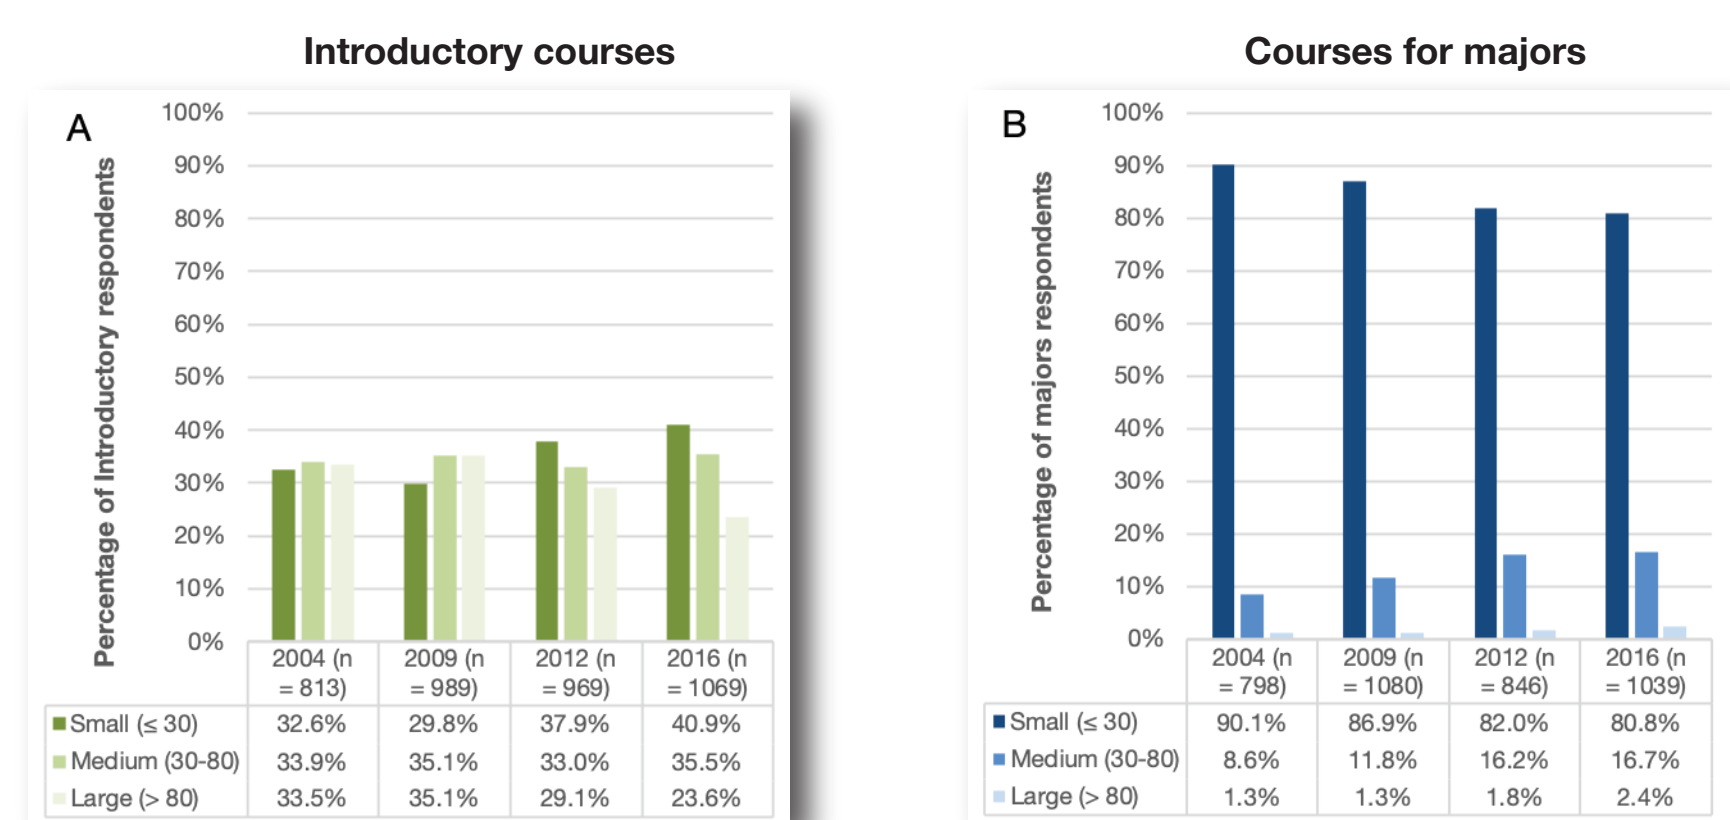 Introductory courses
A
Percentage of Introductory respondents
100%
90%
80%
70%
60%
50%
40%
30%
20%
10%
0%
2004 (n = 813) 2009 (n = 989) 2012 (n = 969) 2016 (n = 1069)
Small (≤ 30) 32.6% 29.8% 37.9% 40.9%
Medium (30-80) 33.9% 35.1% 33.0% 35.5%
Large (> 80) 33.5% 35.1% 29.1% 23.6%
Courses for majors
B
Percentage of majors respondents
100%
90%
80%
70%
60%
50%
40%
30%
20%
10%
0%
2004 (n = 798) 2009 (n = 1080) 2012 (n = 846) 2016 (n = 1039)
Small (≤ 30) 90.1% 86.9% 82.0% 80.8%
Medium (30-80) 8.6% 11.8% 16.2% 16.7%
Large (> 80) 1.3% 1.3% 1.8% 2.4%